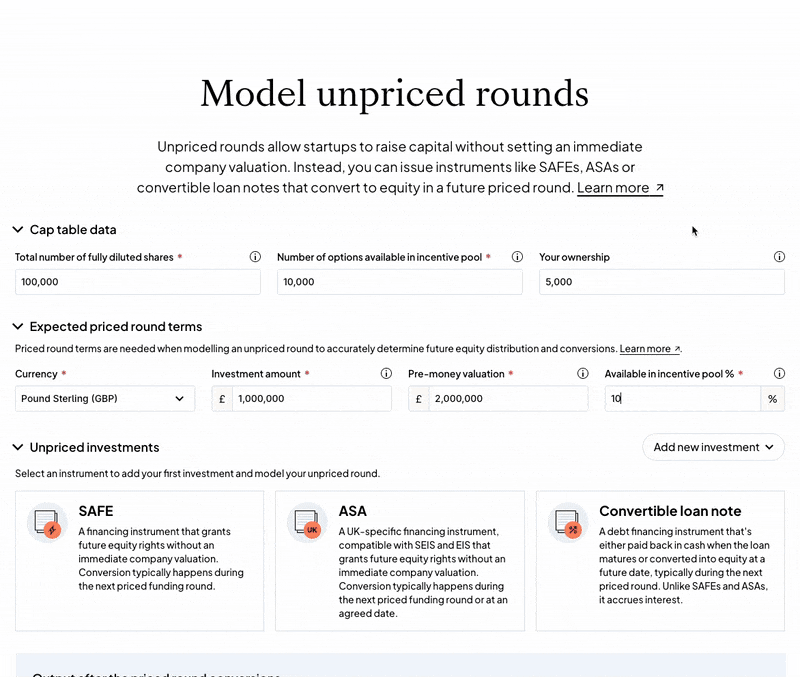 Model unpriced rounds
Unpriced rounds allow startups to raise capital without setting an immediate
company valuation. Instead, you can issue instruments like SAFEs, ASAs or
convertible loan notes that convert to equity in a future priced round. Learn more ↗
Cap table data
Total number of fully diluted shares *
Number of options available in incentive pool *
Your ownership
100,000
10,000
5,000
Expected priced round terms
Priced round terms are needed when modelling an unpriced round to accurately determine future equity distribution and conversions. Learn more ↗.
Currency *
Investment amount *
Pre-money valuation *
Available in incentive pool % *
Pound Sterling (GBP)
£ 1,000,000
£ 2,000,000
10 %
Unpriced investments
Add new investment
Select an instrument to add your first investment and model your unpriced round.
SAFE
A financing instrument that grants
future equity rights without an
immediate company valuation.
Conversion typically happens during
the next priced funding round.
UK
ASA
A UK-specific financing instrument,
compatible with SEIS and EIS that
grants future equity rights without an
immediate company valuation.
Conversion typically happens during
the next priced funding round or at an
agreed date.
Convertible loan note
A debt financing instrument that's
either paid back in cash when the loan
matures or converted into equity at a
future date, typically during the next
priced round. Unlike SAFEs and ASAs,
it accrues interest.
Output after the priced round conversions